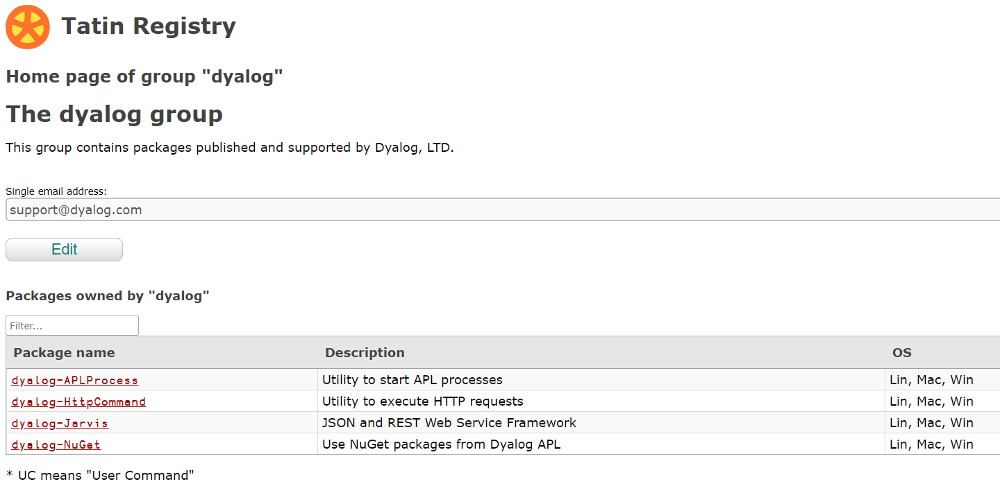 Tatin Registry
Home page of group "dyalog"
The dyalog group
This group contains packages published and supported by Dyalog, LTD.
Single email address:
support@dyalog.com
Edit
Packages owned by "dyalog"
Filter...
Package name Description OS
dyalog-APLProcess Utility to start APL processes Lin, Mac, Win
dyalog-HttpCommand Utility to execute HTTP requests Lin, Mac, Win
dyalog-Jarvis JSON and REST Web Service Framework Lin, Mac, Win
dyalog-NuGet Use NuGet packages from Dyalog APL Lin, Mac, Win
* UC means "User Command"